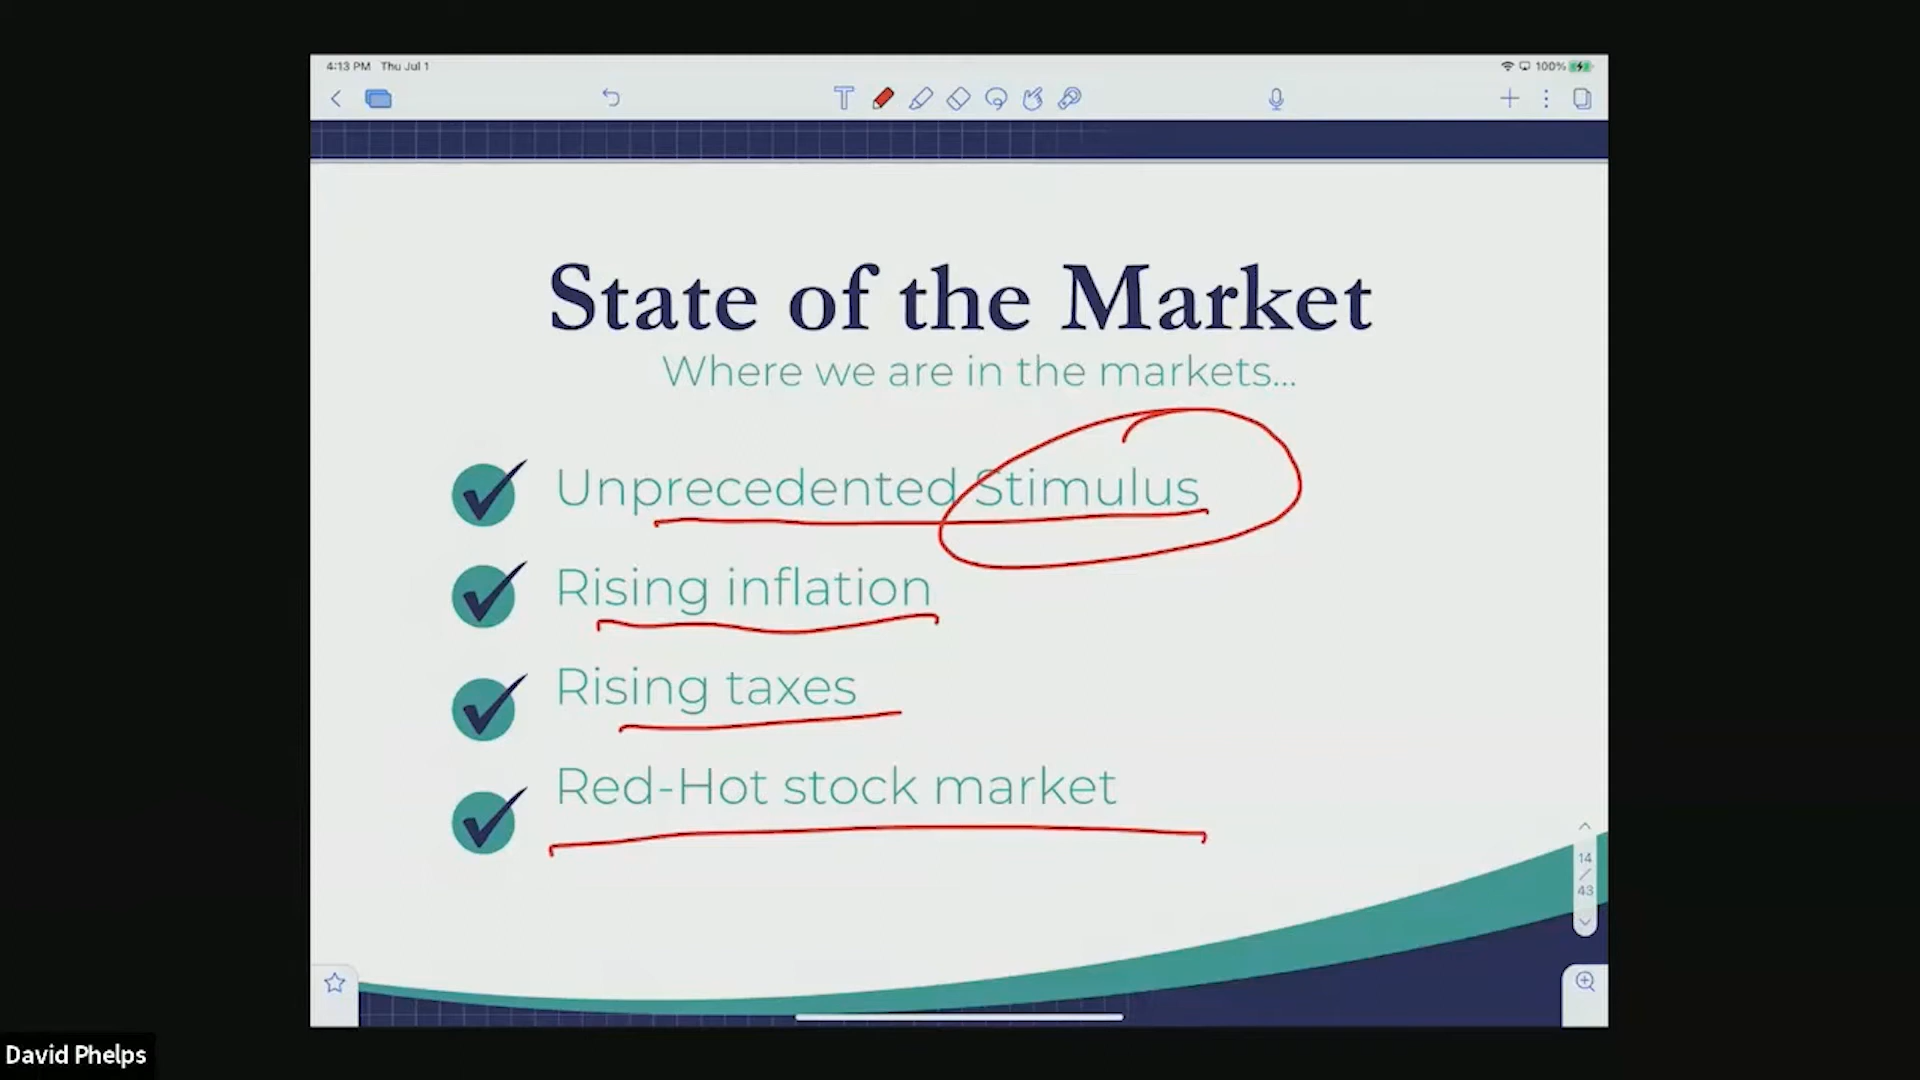 4:13 PM Thu Jul 1
100%
State of the Market
Where we are in the markets...
Unprecedented Stimulus
Rising inflation
Rising taxes
Red-Hot stock market
14
/
43
David Phelps